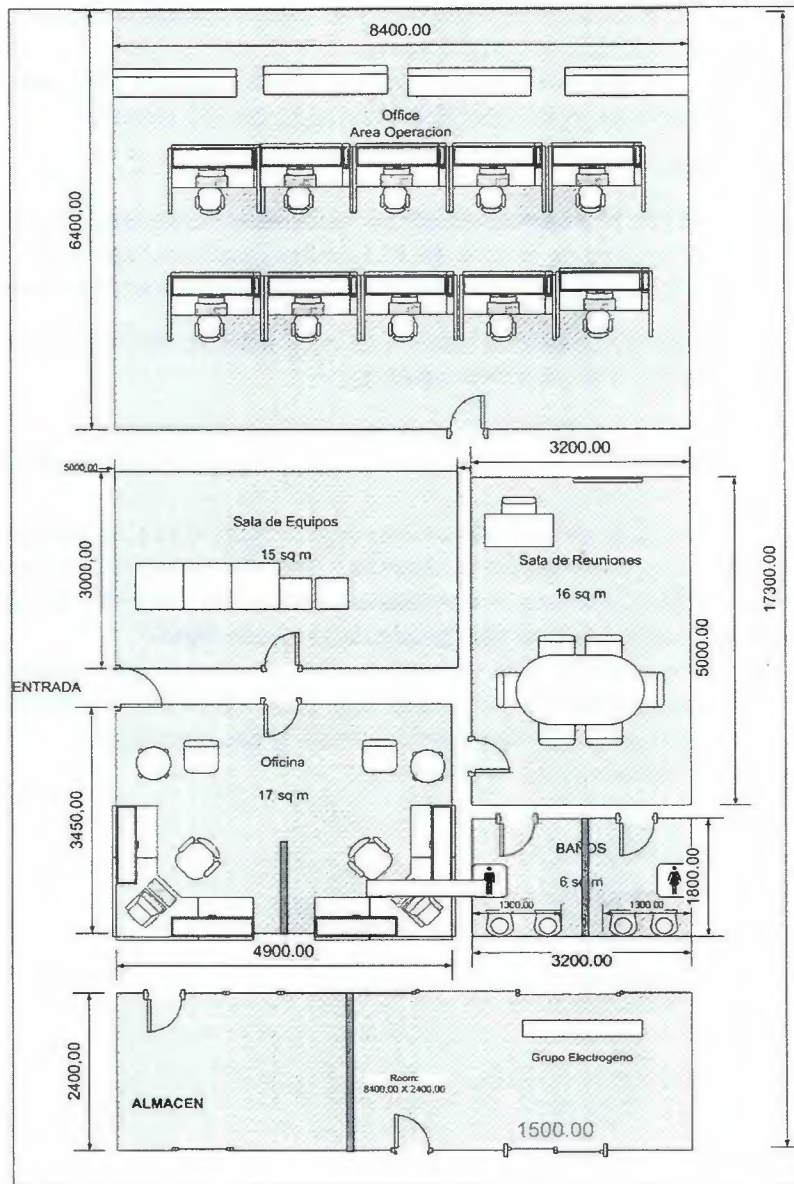 8400.00
Office
Area Operacion
6400,00
3200.00
5000.00
Sala de Equipos
15 sq m
3000,00
Sala de Reuniones
16 sq m
5000.00
17300.00
ENTRADA
Oficina
17 sq m
3450,00
BAÑOS
6 sq m
1800.00
1300.00
1300.00
4900.00
3200.00
2400,00
Grupo Electrogeno
Room:
8400,00 X 2400,00
ALMACEN
1500.00